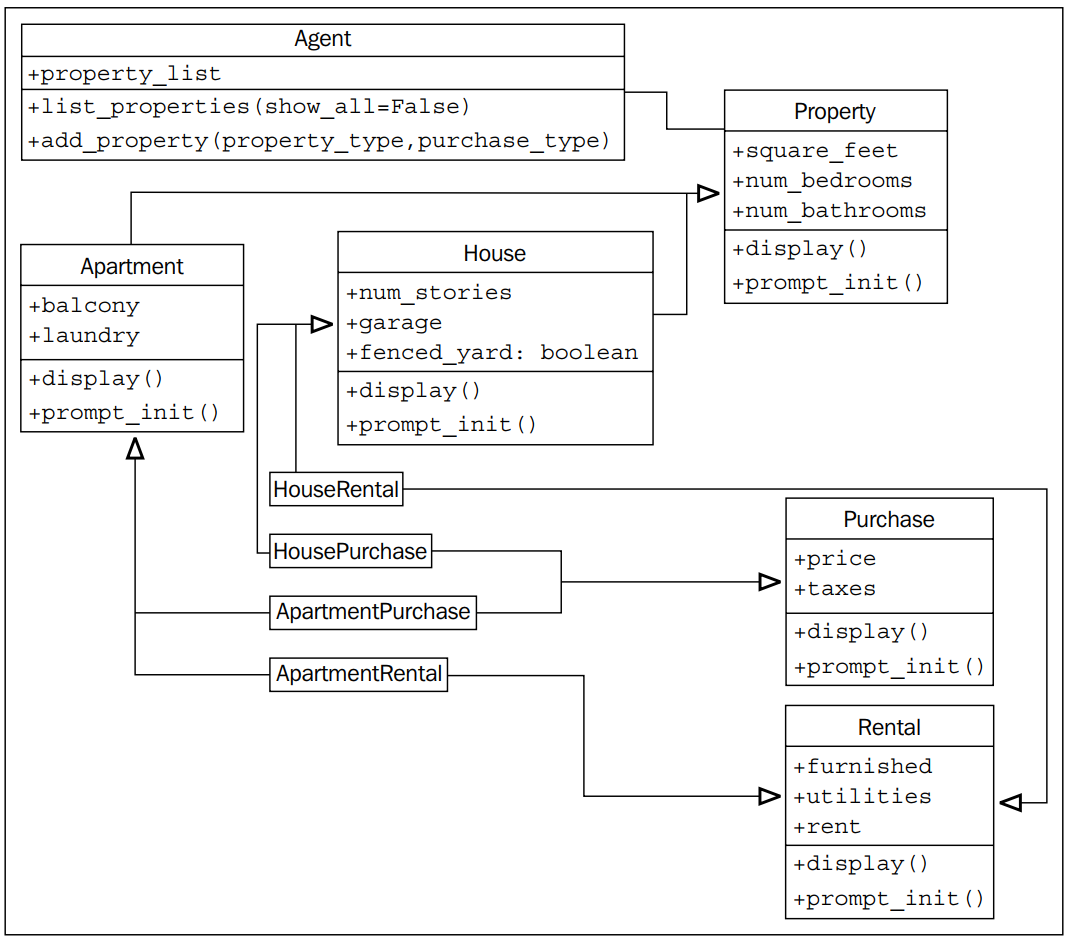 Agent
+property_list
+list_properties(show_all=False)
+add_property(property_type,purchase_type)
Property
+square_feet
+num_bedrooms
+num_bathrooms
+display()
+prompt_init()
Apartment
+balcony
+laundry
+display()
+prompt_init()
House
+num_stories
+garage
+fenced_yard: boolean
+display()
+prompt_init()
HouseRental
HousePurchase
ApartmentPurchase
ApartmentRental
Purchase
+price
+taxes
+display()
+prompt_init()
Rental
+furnished
+utilities
+rent
+display()
+prompt_init()